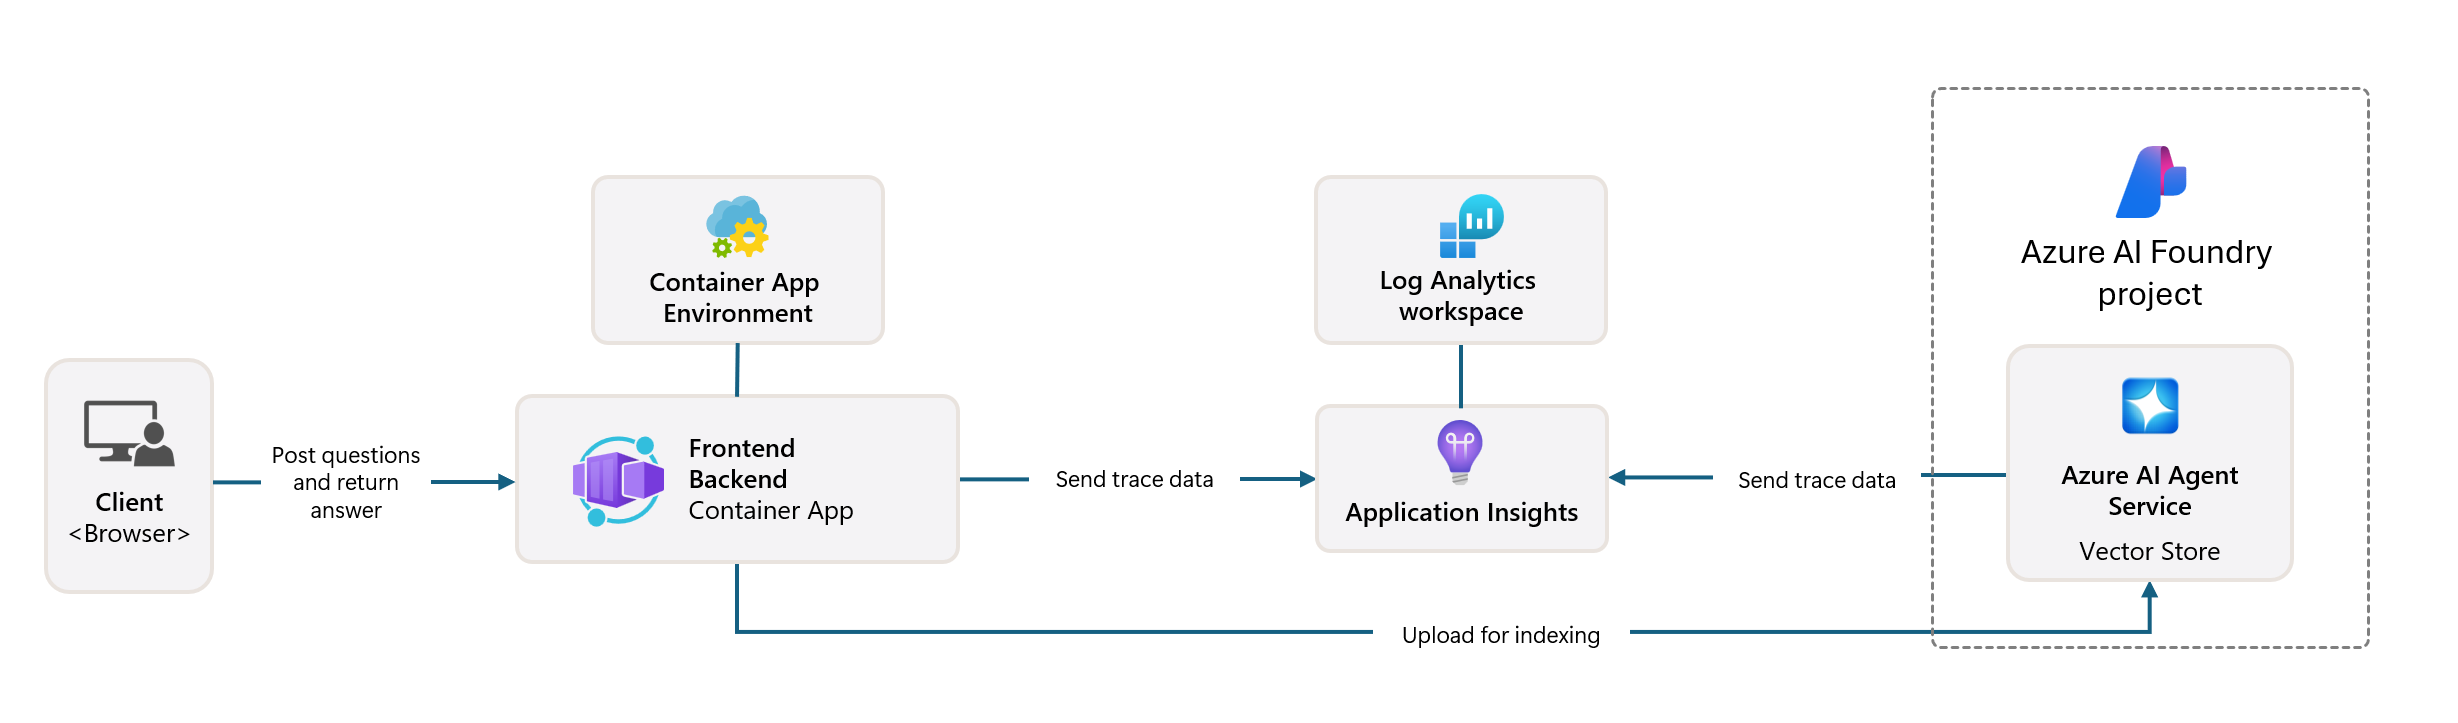 Client
<Browser>
Post questions
and return
answer
Container App
Environment
Frontend
Backend
Container App
Send trace data
Log Analytics
workspace
Application Insights
Send trace data
Upload for indexing
Azure AI Foundry
project
Azure AI Agent
Service
Vector Store